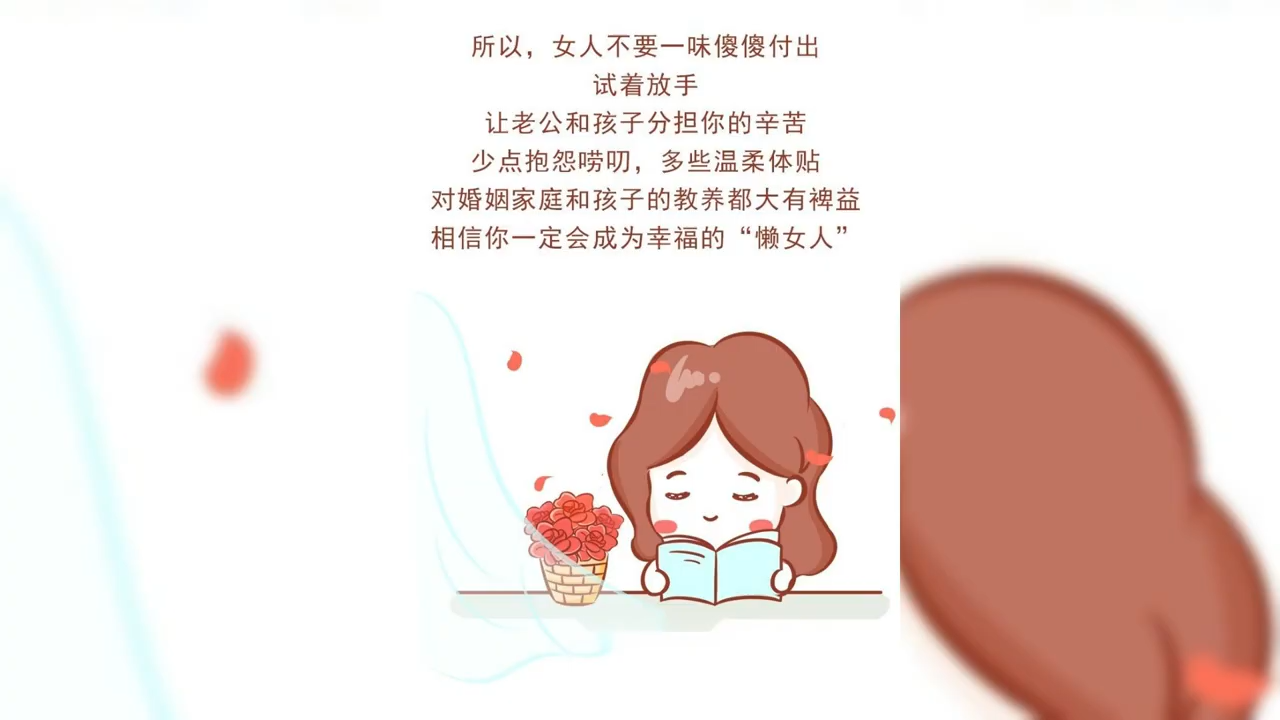 所以，女人不要一味傻傻付出
试着放手
让老公和孩子分担你的辛苦
少点抱怨唠叨，多些温柔体贴
对婚姻家庭和孩子的教养都大有裨益
相信你一定会成为幸福的“懒女人”